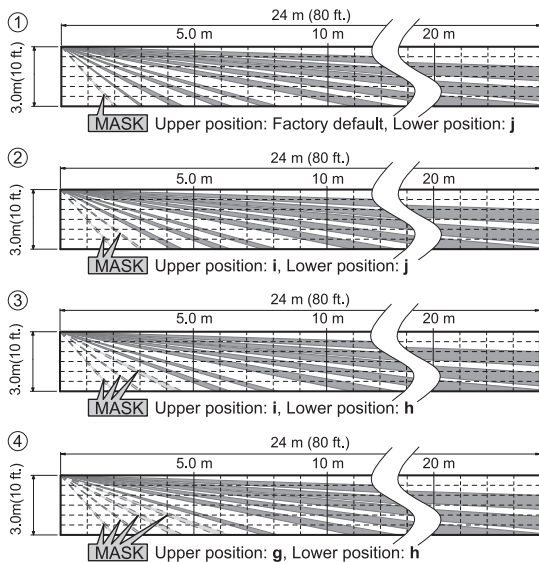 ①
24 m (80 ft.)
5.0 m 10 m 20 m
3.0m(10 ft.)
MASK Upper position: Factory default, Lower position: j
②
24 m (80 ft.)
5.0 m 10 m 20 m
3.0m(10 ft.)
MASK Upper position: i, Lower position: j
③
24 m (80 ft.)
5.0 m 10 m 20 m
3.0m(10 ft.)
MASK Upper position: i, Lower position: h
④
24 m (80 ft.)
5.0 m 10 m 20 m
3.0m(10 ft.)
MASK Upper position: g, Lower position: h